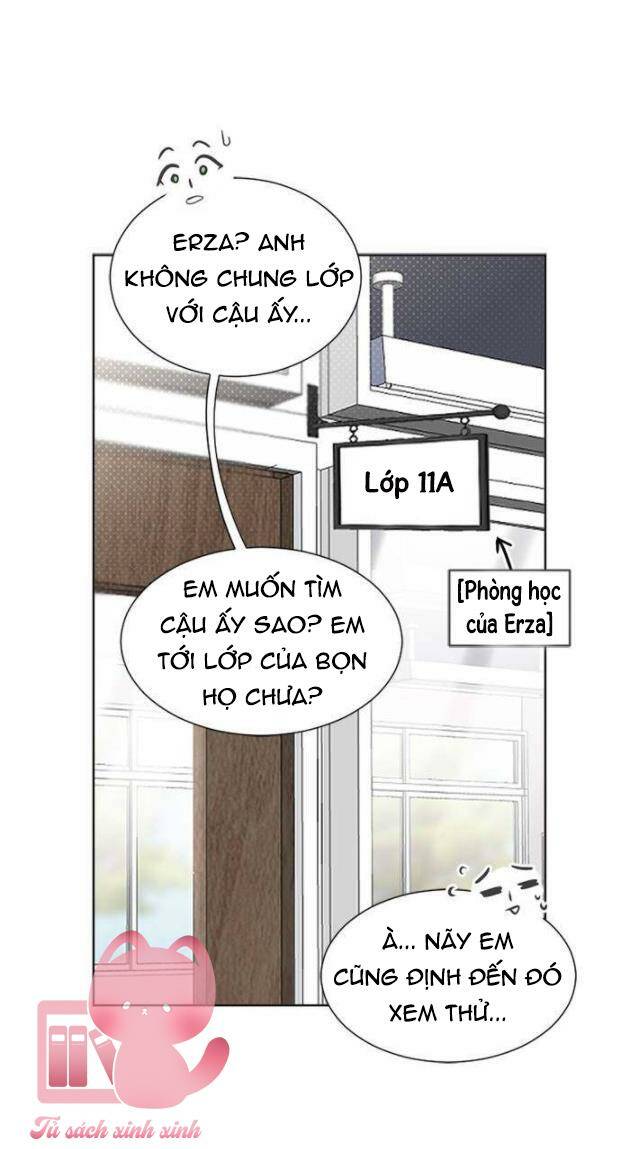 ERZA? ANH
KHÔNG CHUNG LỚP
VỚI CẬU ẤY...
Lớp 11A
[Phòng học
của Erza]
EM MUỐN TÌM
CẬU ẤY SAO? EM
TỚI LỚP CỦA BỌN
HỌ CHƯA?
À... NÃY EM
CŨNG ĐỊNH ĐẾN ĐÓ
XEM THỬ...
Tủ sách xinh xinh